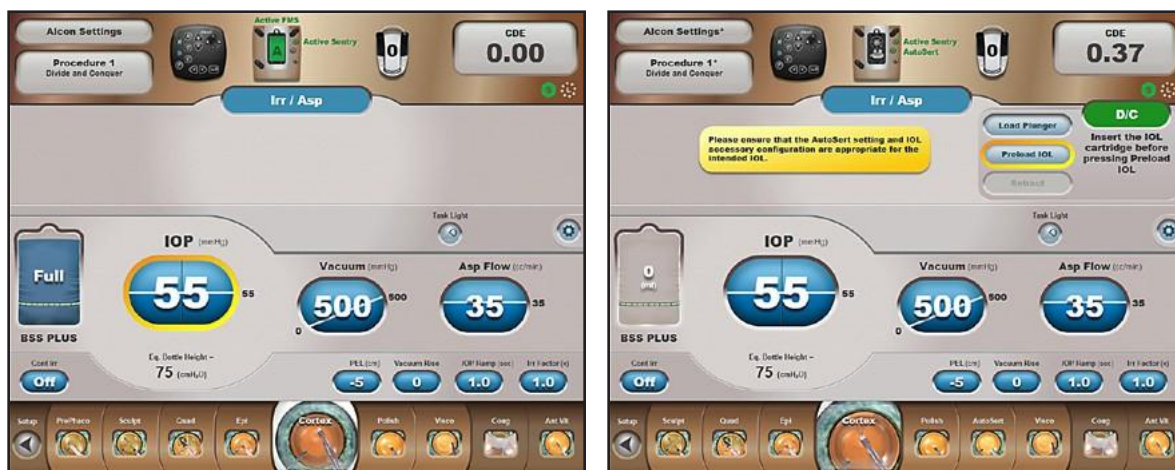 Alcon Settings
Procedure 1
Divide and Conquer
Active FMS
A
Active Sentry
0
CDE
0.00
S
Irr / Asp
Task Light
Full
BSS PLUS
IOP (mmHg)
55
55
Vacuum (mmHg)
500
500
0
Asp Flow (cc/min)
35
35
Cont Irr
Off
Eq. Bottle Height ~
75 (cmH₂O)
PEL (cm)
-5
Vacuum Rise
0
IOP Ramp (sec)
1.0
Irr Factor (x)
1.0
Setup
PrePhaco
Sculpt
Quad
Epi
Cortex
Polish
Visco
Coag
Ant Vit
Alcon Settings*
Procedure 1*
Divide and Conquer
Active Sentry
AutoSert
0
CDE
0.37
S
Irr / Asp
Please ensure that the AutoSert setting and IOL
accessory configuration are appropriate for the
intended IOL.
Load Plunger
Preload IOL
Retract
D/C
Insert the IOL
cartridge before
pressing Preload
IOL
Task Light
0
(ml)
BSS PLUS
IOP (mmHg)
55
55
Vacuum (mmHg)
500
500
0
Asp Flow (cc/min)
35
35
Cont Irr
Off
Eq. Bottle Height ~
75 (cmH₂O)
PEL (cm)
-5
Vacuum Rise
0
IOP Ramp (sec)
1.0
Irr Factor (x)
1.0
Setup
Sculpt
Quad
Epi
Cortex
Polish
AutoSert
Visco
Coag
Ant Vit